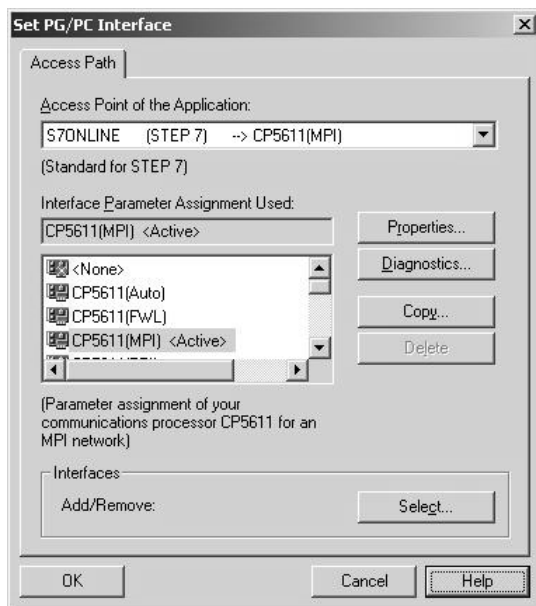 Set PG/PC Interface
Access Path
Access Point of the Application:
S7ONLINE (STEP 7) --> CP5611(MPI)
(Standard for STEP 7)
Interface Parameter Assignment Used:
CP5611(MPI) <Active>
Properties...
<None>
CP5611(Auto)
CP5611(FWL)
CP5611(MPI) <Active>
Diagnostics...
Copy...
Delete
(Parameter assignment of your
communications processor CP5611 for an
MPI network)
Interfaces
Add/Remove:
Select...
OK
Cancel
Help